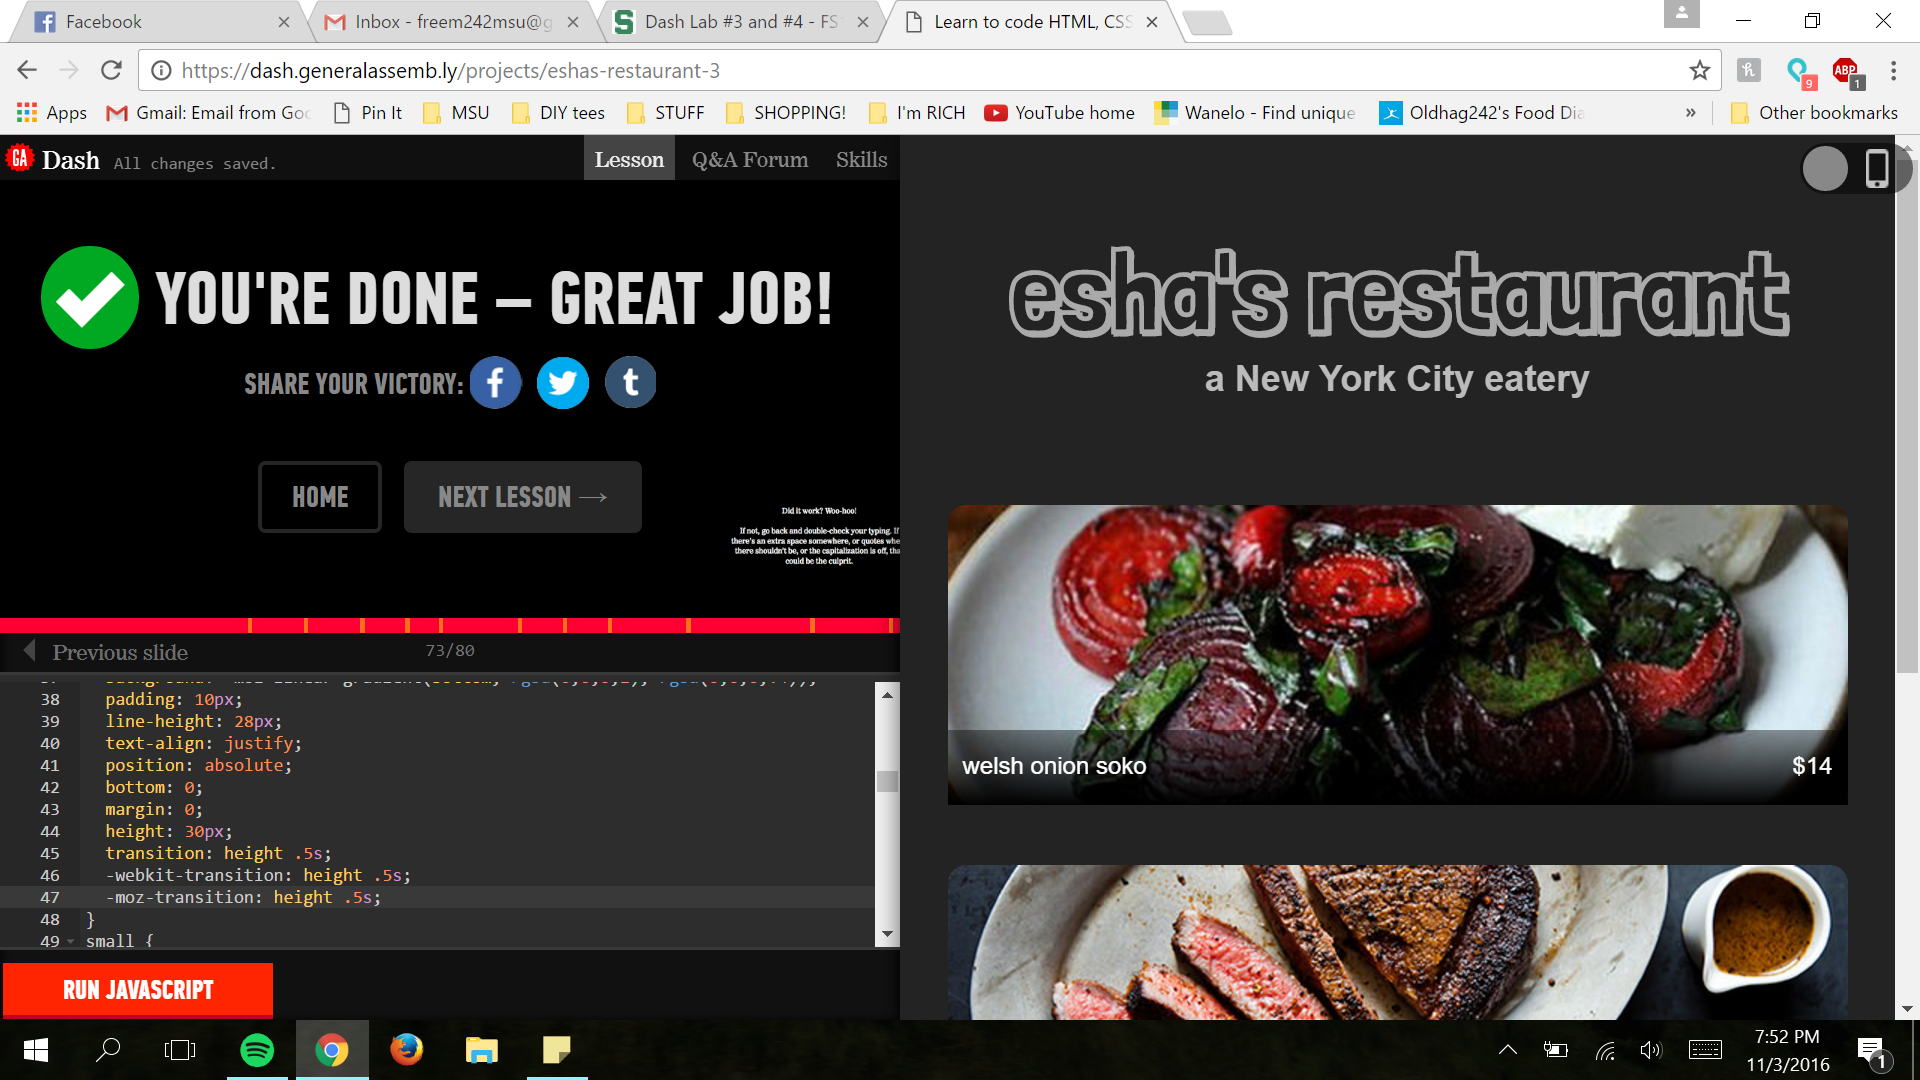 Facebook
Inbox - freem242msu@g
Dash Lab #3 and #4 - FS
Learn to code HTML, CSS
https://dash.generalassemb.ly/projects/eshas-restaurant-3
9
ABP
1
Apps
Gmail: Email from Goo
Pin It
MSU
DIY tees
STUFF
SHOPPING!
I'm RICH
YouTube home
Wanelo - Find unique
Oldhag242's Food Dia
»
Other bookmarks
GA
Dash
All changes saved.
Lesson
Q&A Forum
Skills
YOU'RE DONE — GREAT JOB!
SHARE YOUR VICTORY:
HOME
NEXT LESSON →
Did it work? Woo-hoo!
If not, go back and double-check your typing. If
there's an extra space somewhere, or quotes whe
there shouldn't be, or the capitalization is off, tha
could be the culprit.
Previous slide
73/80
38 padding: 10px;
39 line-height: 28px;
40 text-align: justify;
41 position: absolute;
42 bottom: 0;
43 margin: 0;
44 height: 30px;
45 transition: height .5s;
46 -webkit-transition: height .5s;
47 -moz-transition: height .5s;
48 }
49 small {
RUN JAVASCRIPT
esha's restaurant
a New York City eatery
welsh onion soko
$14
7:52 PM
11/3/2016
1